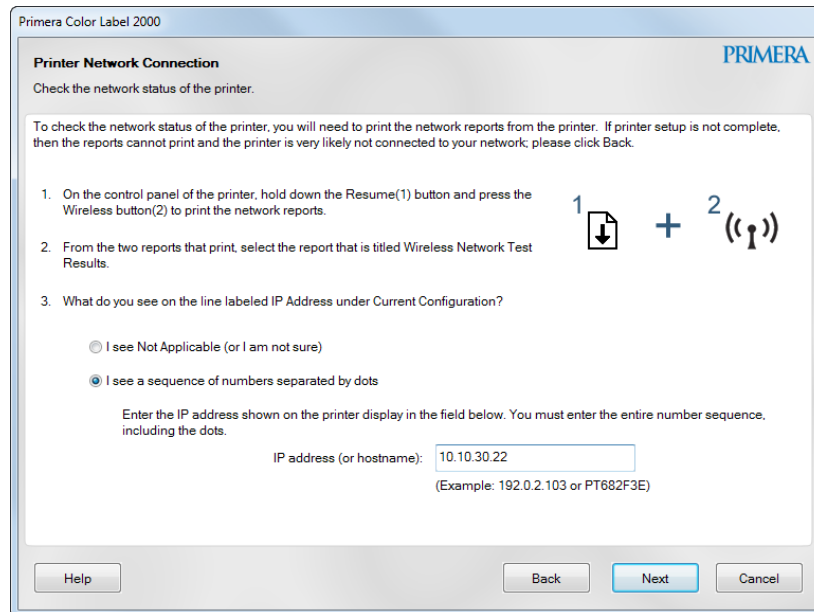 Primera Color Label 2000
PRIMERA
Printer Network Connection
Check the network status of the printer.
To check the network status of the printer, you will need to print the network reports from the printer. If printer setup is not complete,
then the reports cannot print and the printer is very likely not connected to your network; please click Back.
1. On the control panel of the printer, hold down the Resume(1) button and press the
Wireless button(2) to print the network reports.
1 + 2
2. From the two reports that print, select the report that is titled Wireless Network Test
Results.
3. What do you see on the line labeled IP Address under Current Configuration?
I see Not Applicable (or I am not sure)
I see a sequence of numbers separated by dots
Enter the IP address shown on the printer display in the field below. You must enter the entire number sequence,
including the dots.
IP address (or hostname): 10.10.30.22
(Example: 192.0.2.103 or PT682F3E)
Help Back Next Cancel